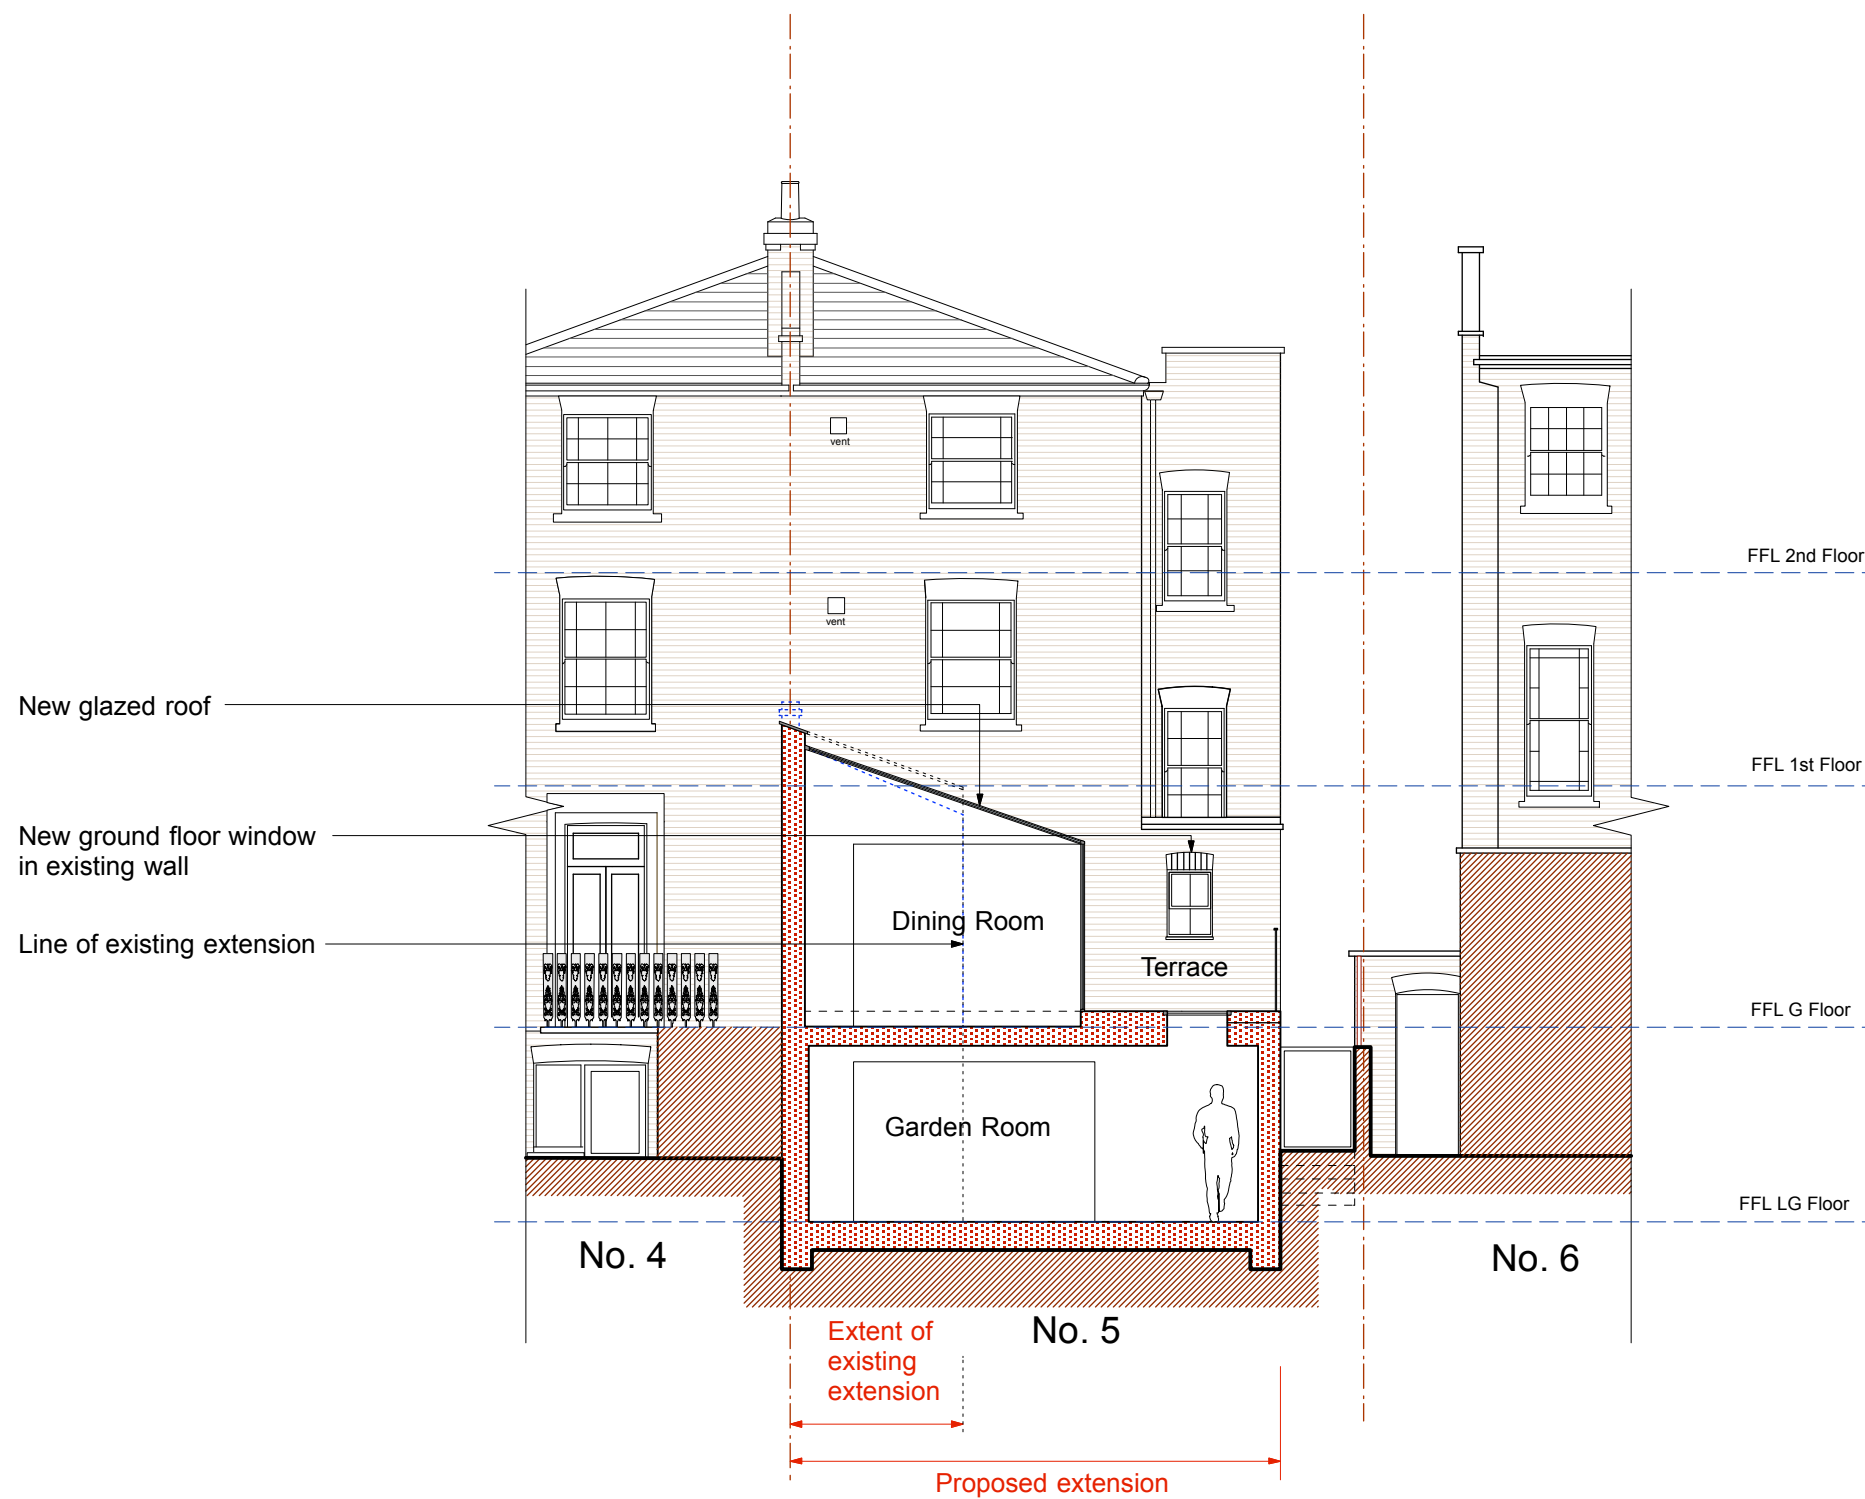 vent
FFL 2nd Floor
vent
New glazed roof
FFL 1st Floor
New ground floor window
in existing wall
Dining Room
Line of existing extension
Terrace
FFL G Floor
Garden Room
FFL LG Floor
No. 4
No. 6
No. 5
Extent of
existing
extension
Proposed extension